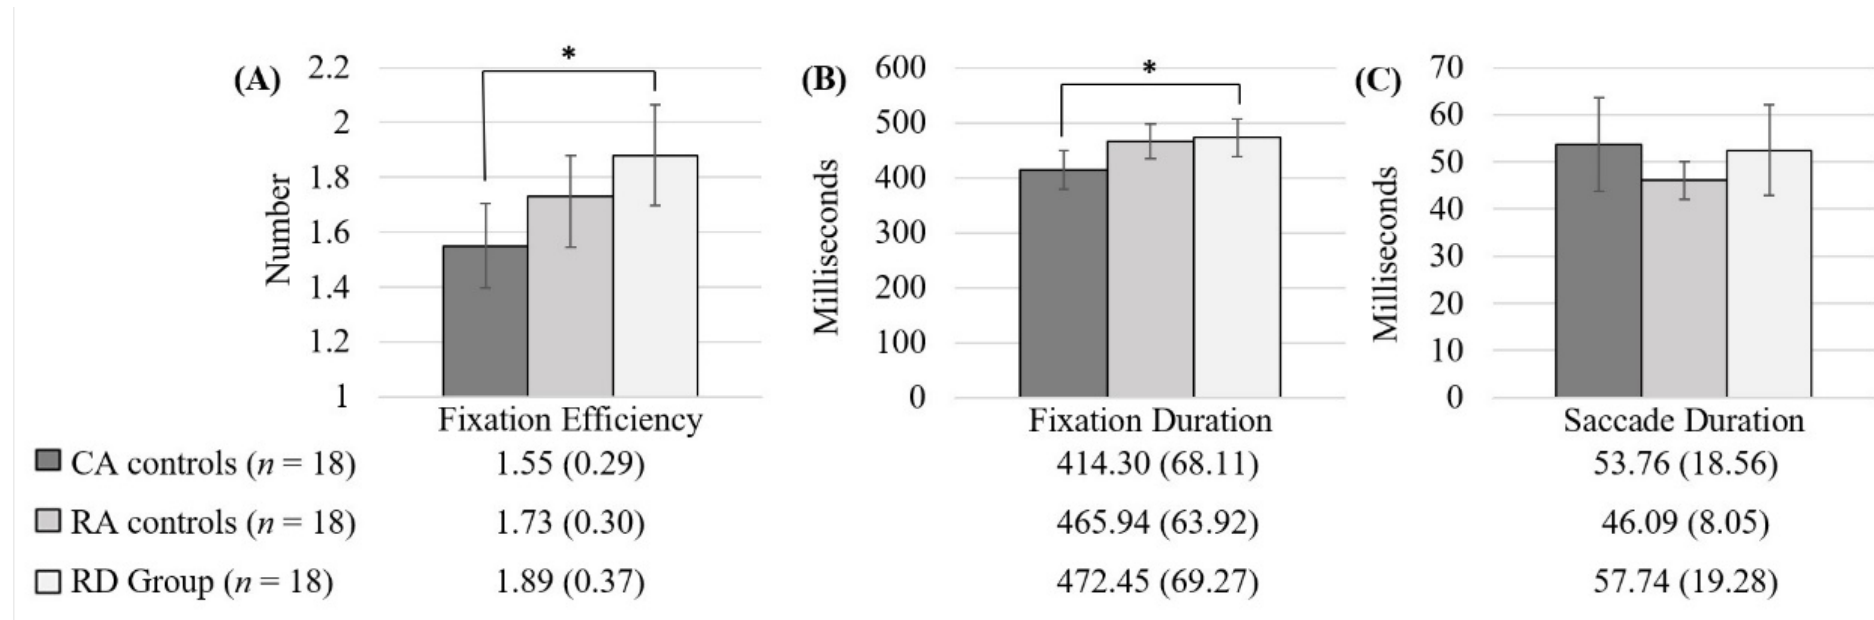 (A)
*
2.2
2
1.8
1.6
1.4
1.2
1
Number
Fixation Efficiency
(B)
*
600
500
400
300
200
100
0
Milliseconds
Fixation Duration
(C)
70
60
50
40
30
20
10
0
Milliseconds
Saccade Duration
CA controls (n = 18) 1.55 (0.29) 414.30 (68.11) 53.76 (18.56)
RA controls (n = 18) 1.73 (0.30) 465.94 (63.92) 46.09 (8.05)
RD Group (n = 18) 1.89 (0.37) 472.45 (69.27) 57.74 (19.28)